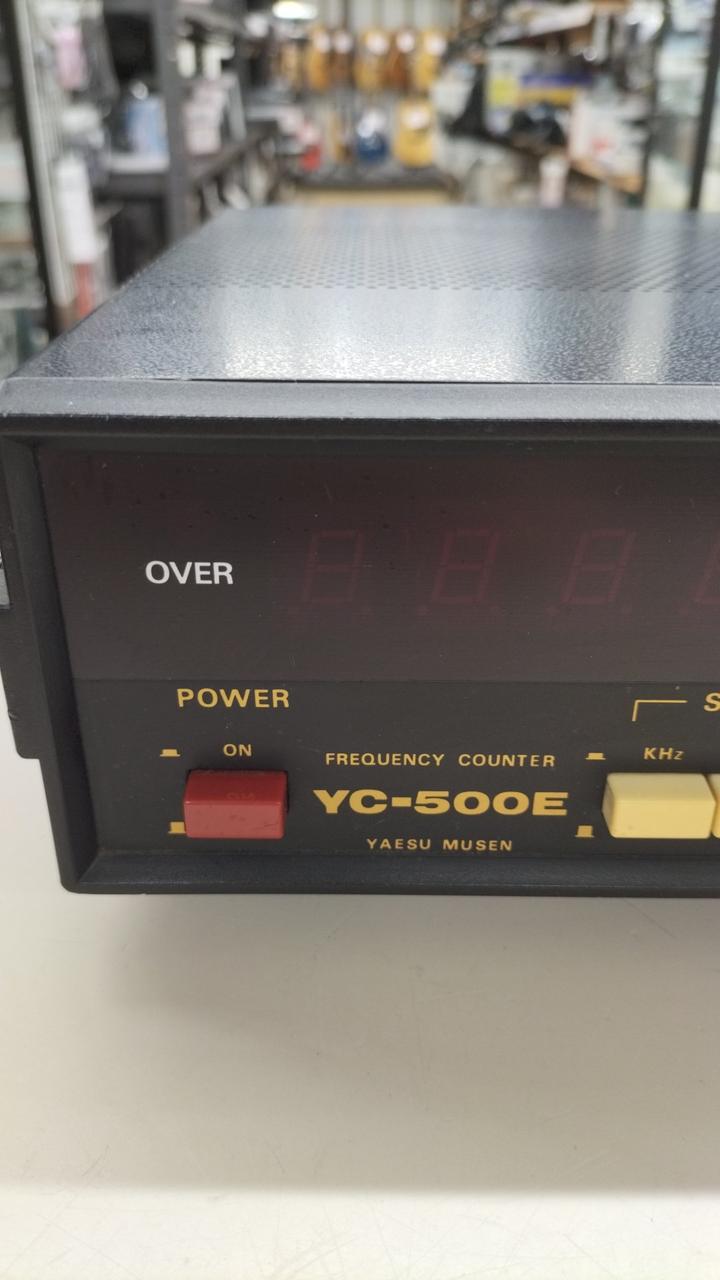 OVER
POWER
ON
FREQUENCY COUNTER
KHz
YC-500E
YAESU MUSEN